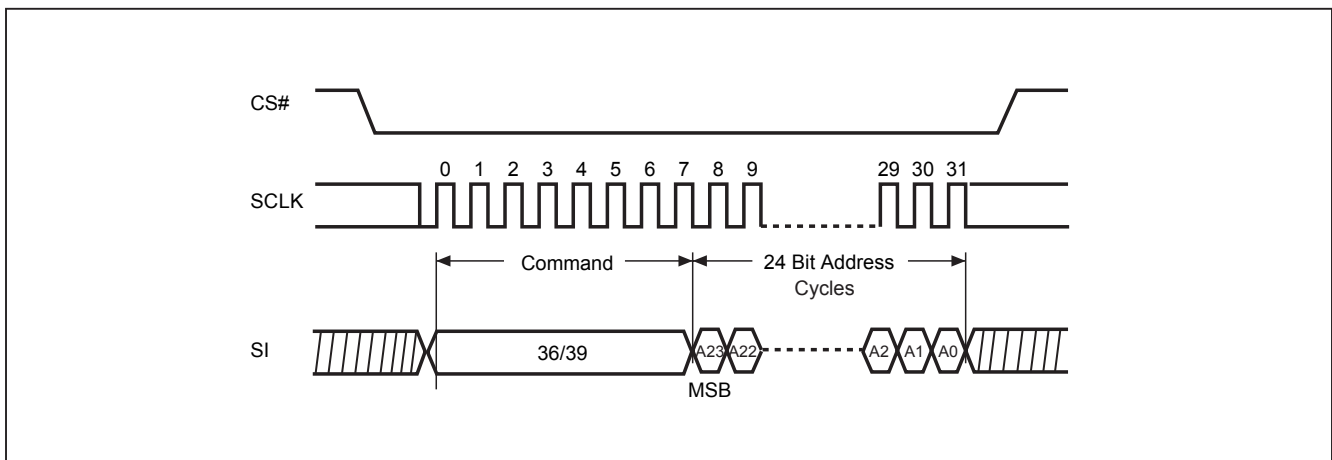 CS#
0 1 2 3 4 5 6 7 8 9 29 30 31
SCLK
Command
24 Bit Address
Cycles
SI
36/39
A23 A22 A2 A1 A0
MSB